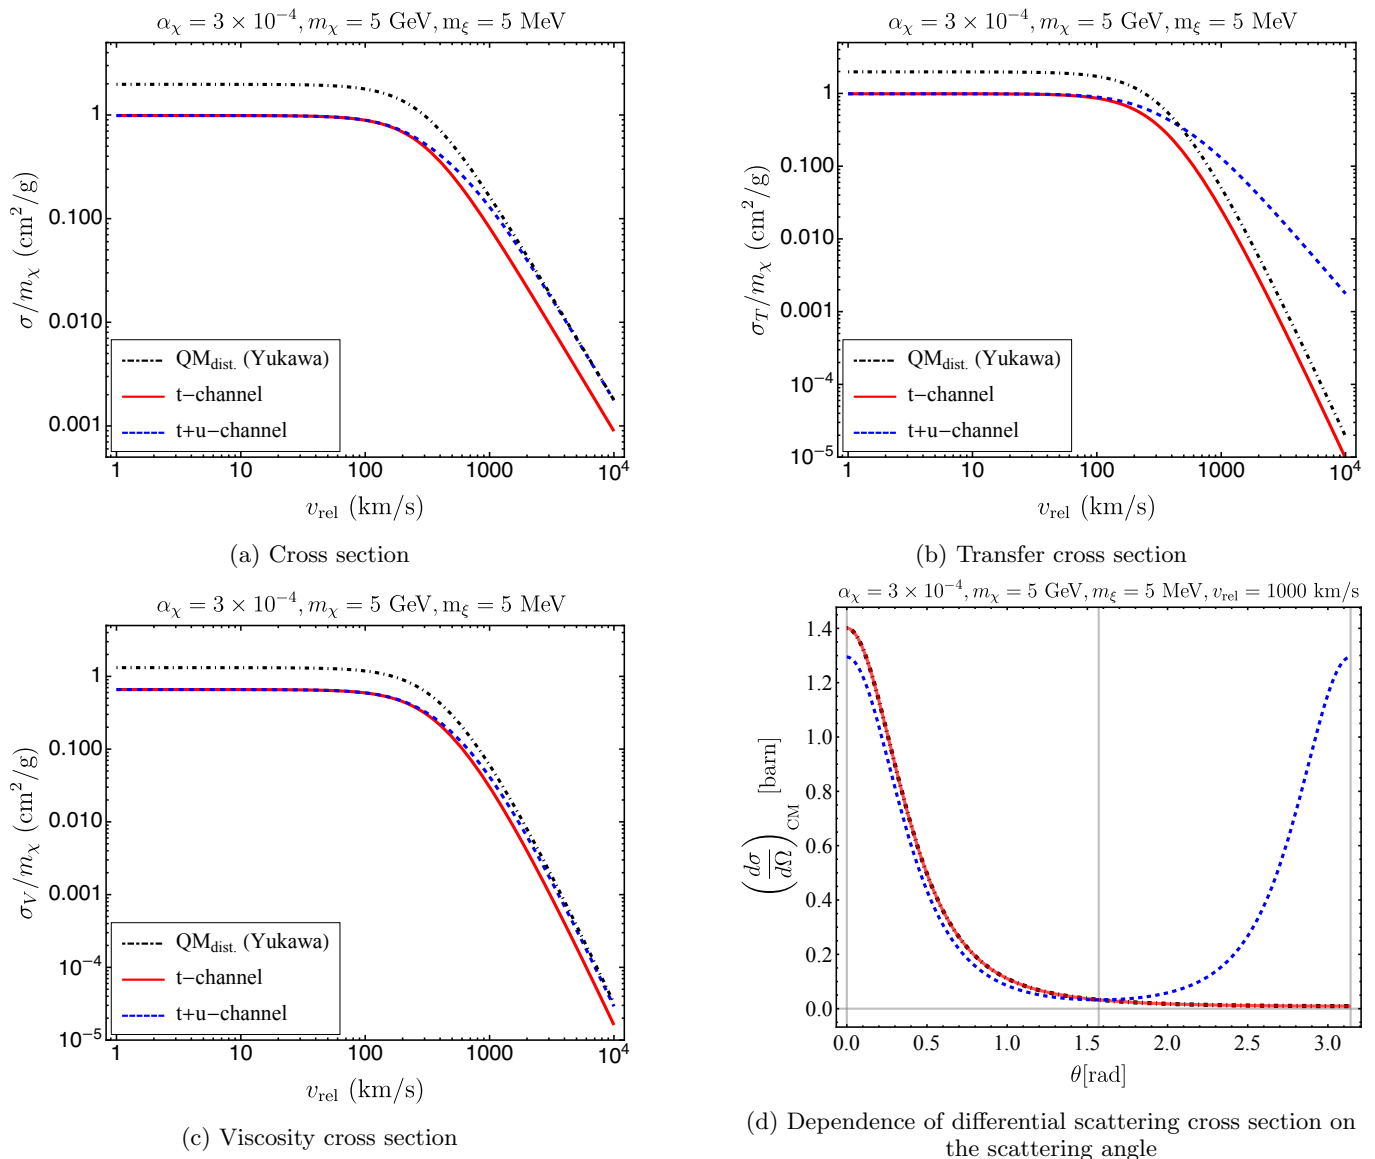 α_χ = 3 × 10^−4, m_χ = 5 GeV, m_ξ = 5 MeV
σ/m_χ (cm^2/g)
1
0.100
0.010
0.001
QM_dist. (Yukawa)
t−channel
t+u−channel
1 10 100 1000 10^4
v_rel (km/s)
(a) Cross section
α_χ = 3 × 10^−4, m_χ = 5 GeV, m_ξ = 5 MeV
σ_T/m_χ (cm^2/g)
1
0.100
0.010
0.001
10^−4
10^−5
QM_dist. (Yukawa)
t−channel
t+u−channel
1 10 100 1000 10^4
v_rel (km/s)
(b) Transfer cross section
α_χ = 3 × 10^−4, m_χ = 5 GeV, m_ξ = 5 MeV
σ_V/m_χ (cm^2/g)
1
0.100
0.010
0.001
10^−4
10^−5
QM_dist. (Yukawa)
t−channel
t+u−channel
1 10 100 1000 10^4
v_rel (km/s)
(c) Viscosity cross section
α_χ = 3 × 10^−4, m_χ = 5 GeV, m_ξ = 5 MeV, v_rel = 1000 km/s
(dσ/dΩ)_CM [barn]
1.4
1.2
1.0
0.8
0.6
0.4
0.2
0.0
0.0 0.5 1.0 1.5 2.0 2.5 3.0
θ[rad]
(d) Dependence of differential scattering cross section on
the scattering angle